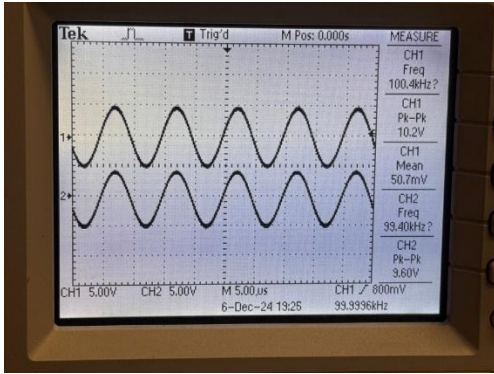 Tek T Trig'd M Pos: 0.000s MEASURE
CH1
Freq
100.4kHz?
CH1
Pk-Pk
10.2V
CH1
Mean
50.7mV
CH2
Freq
99.40kHz?
CH2
Pk-Pk
9.60V
1
2
CH1 5.00V CH2 5.00V M 5.00µs CH1 800mV
6-Dec-24 19:25 99.9996kHz